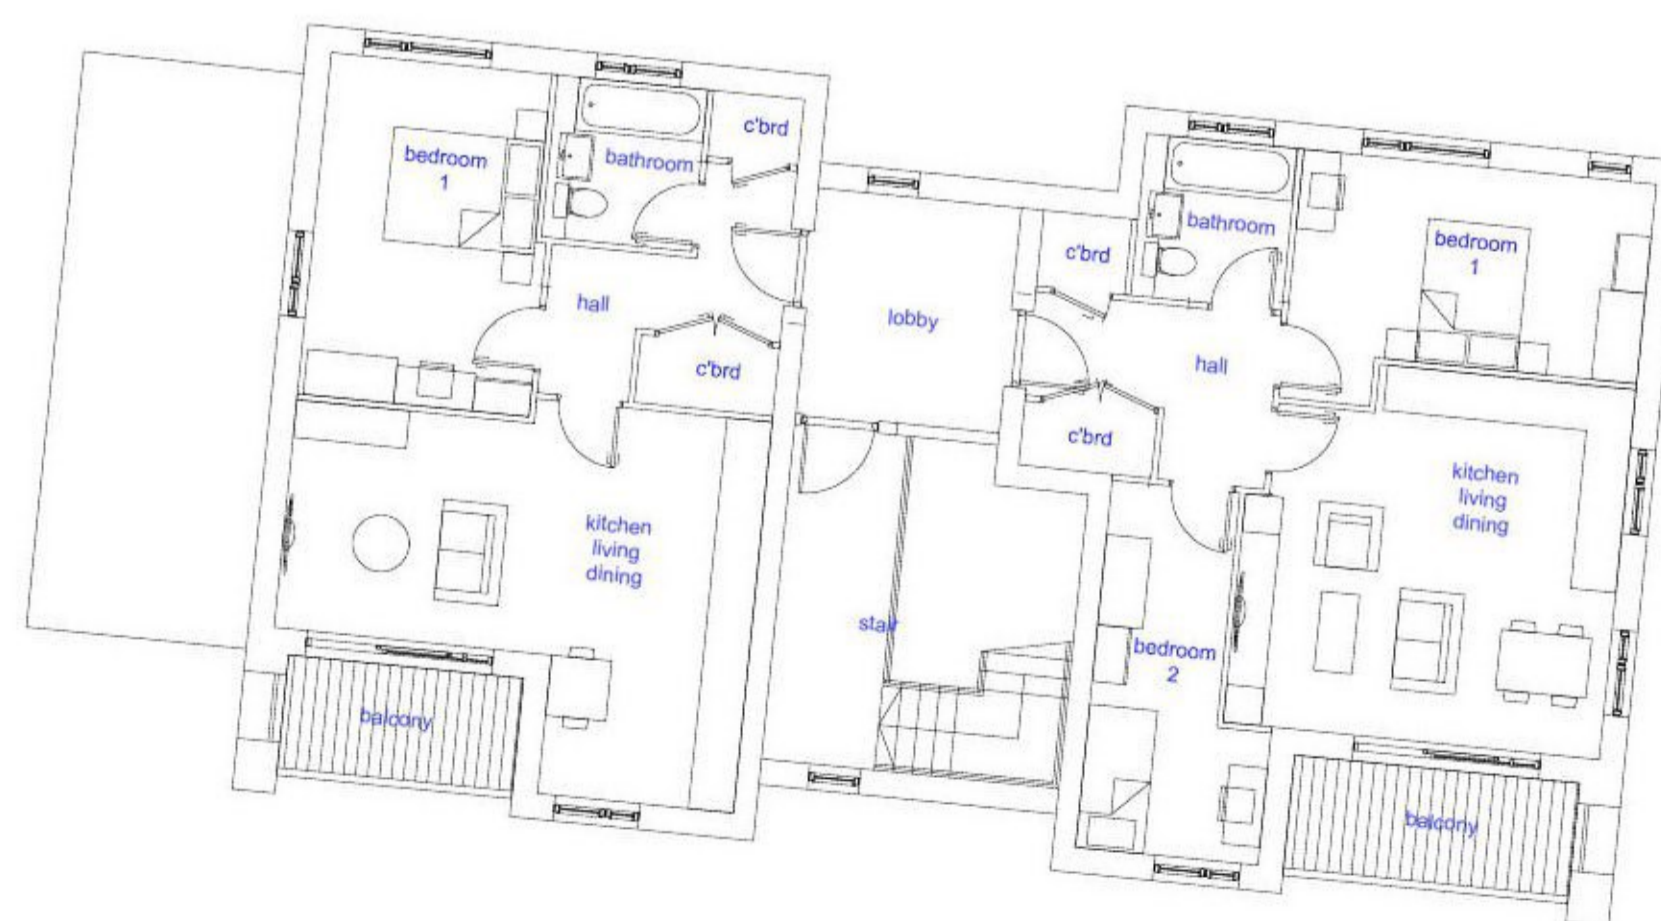 bedroom
1
bathroom
c'brd
hall
c'brd
kitchen
living
dining
balcony
lobby
stair
c'brd
bathroom
bedroom
1
hall
c'brd
kitchen
living
dining
bedroom
2
balcony